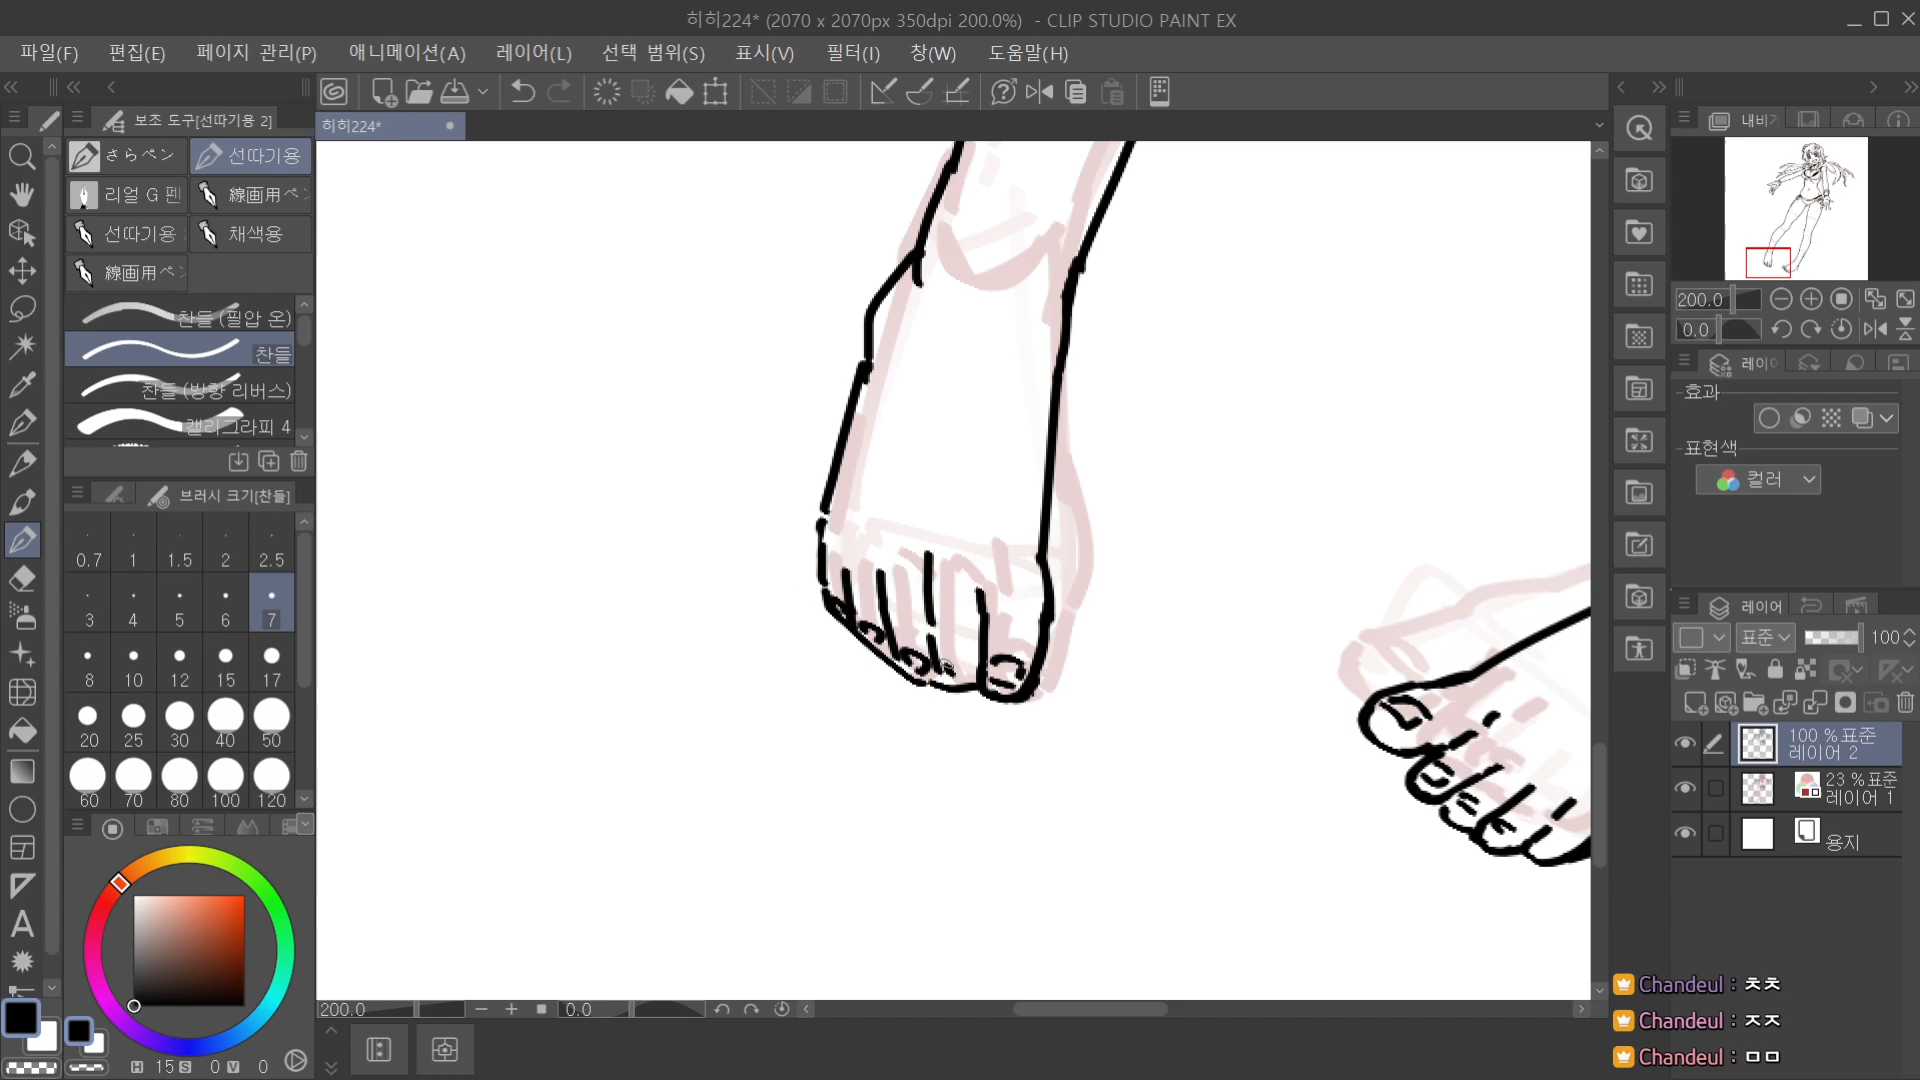 히히224* (2070 x 2070px 350dpi 200.0%) - CLIP STUDIO PAINT EX
파일(F) 편집(E) 페이지 관리(P) 애니메이션(A) 레이어(L) 선택 범위(S) 표시(V) 필터(I) 창(W) 도움말(H)
보조 도구[선따기용 2]
히히224*
내비
さらペン 선따기용
리얼 G 펜 線画用ペ
선따기용 채색용
線画用ペ
찬들 (필압 온)
찬들
찬들 (방향 리버스)
캘리그라피 4
브러시 크기[찬들]
0.7 1 1.5 2 2.5
3 4 5 6 7
8 10 12 15 17
20 25 30 40 50
60 70 80 100 120
H 15 S 0 V 0
200.0 0.0
200.0
0.0
레이
효과
표현색
컬러
레이어
표준 100
100 %표준
레이어 2
23 %표준
레이어 1
용지
Chandeul : ㅊㅊ
Chandeul : ㅈㅈ
Chandeul : ㅁㅁ